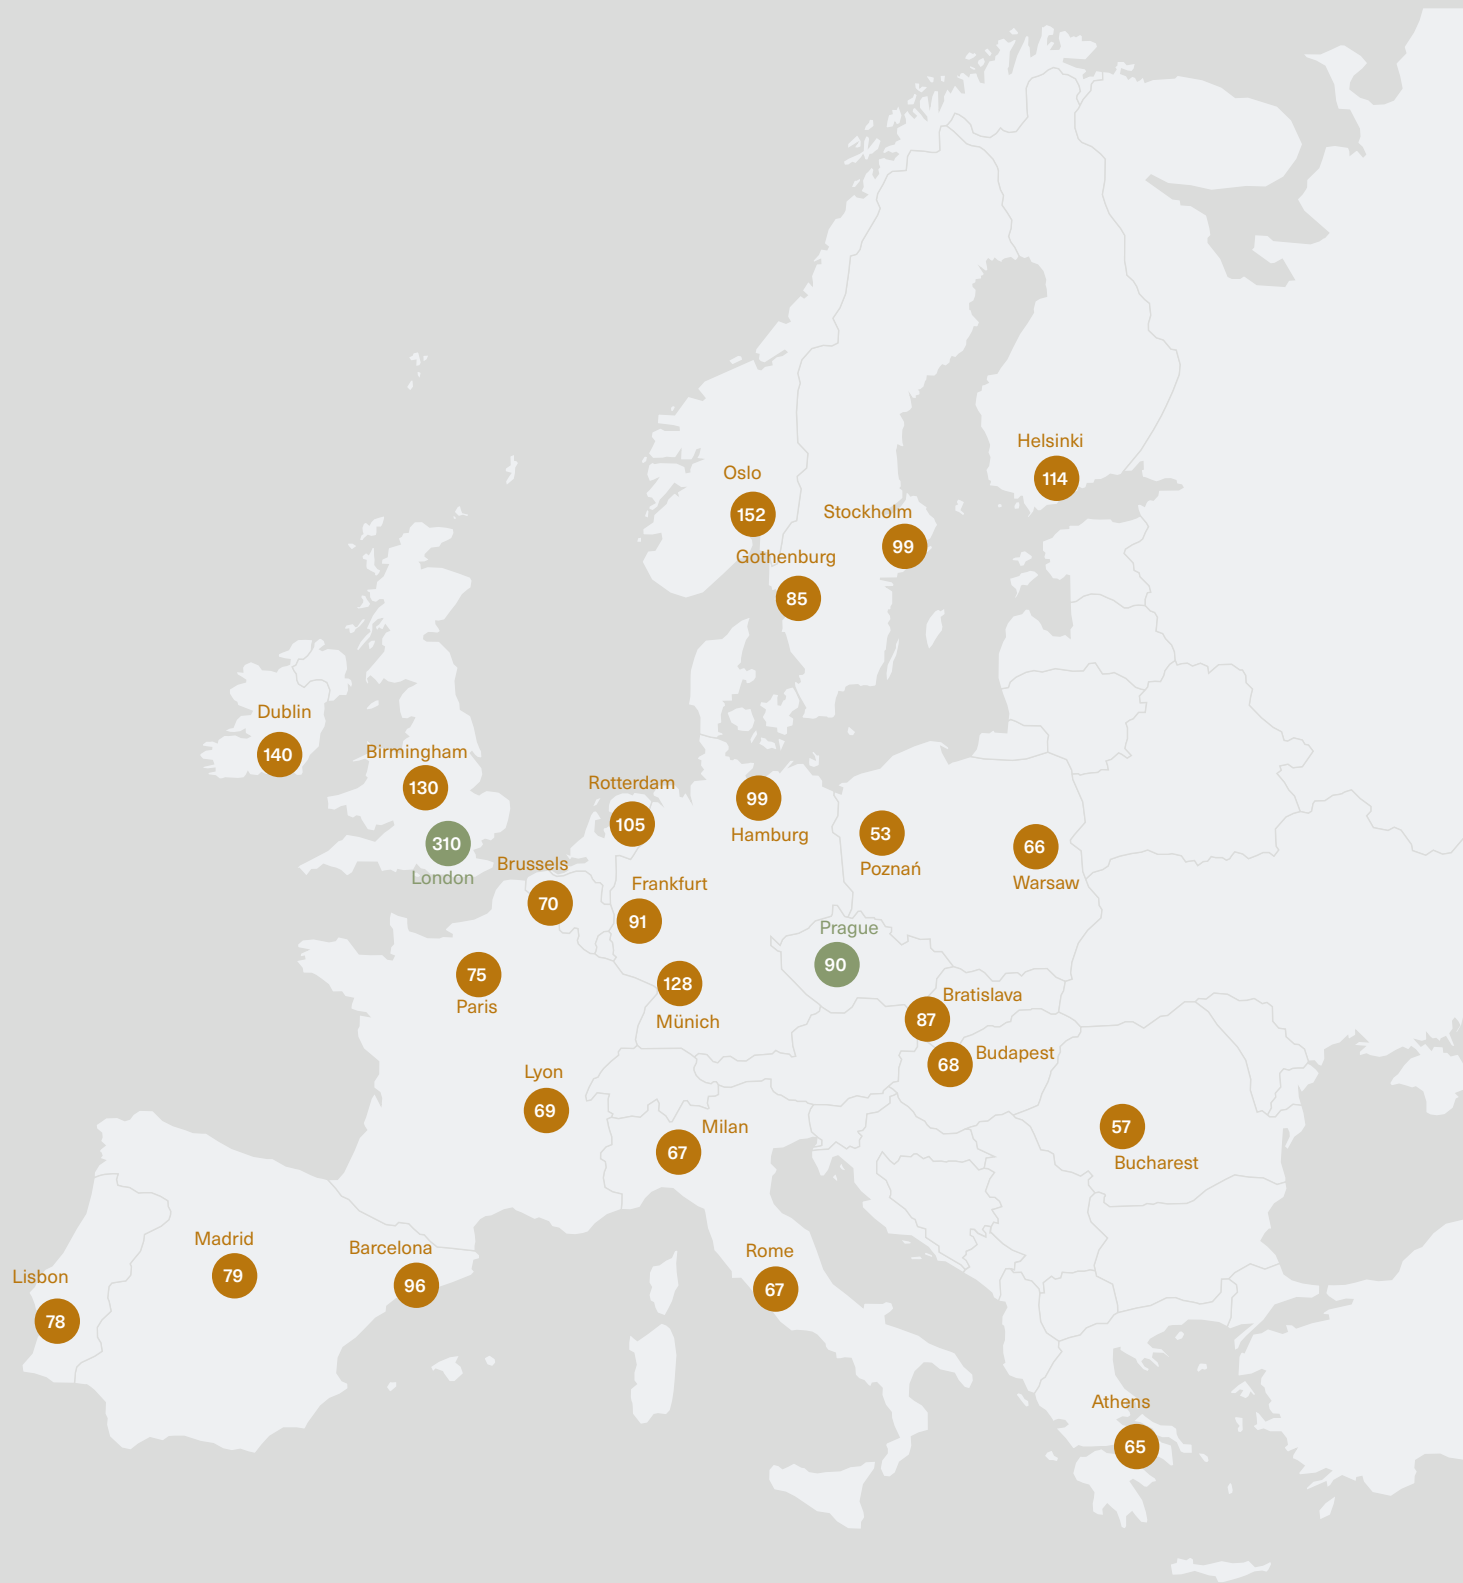 Helsinki
114
Oslo
152
Stockholm
99
Gothenburg
85
Dublin
140
Birmingham
130
Rotterdam
105
99
Hamburg
310
London
53
Poznań
66
Warsaw
Brussels
70
Frankfurt
91
Prague
90
75
Paris
128
Münich
Bratislava
87
Budapest
68
Lyon
69
Milan
67
57
Bucharest
Madrid
79
Barcelona
96
Rome
67
Lisbon
78
Athens
65